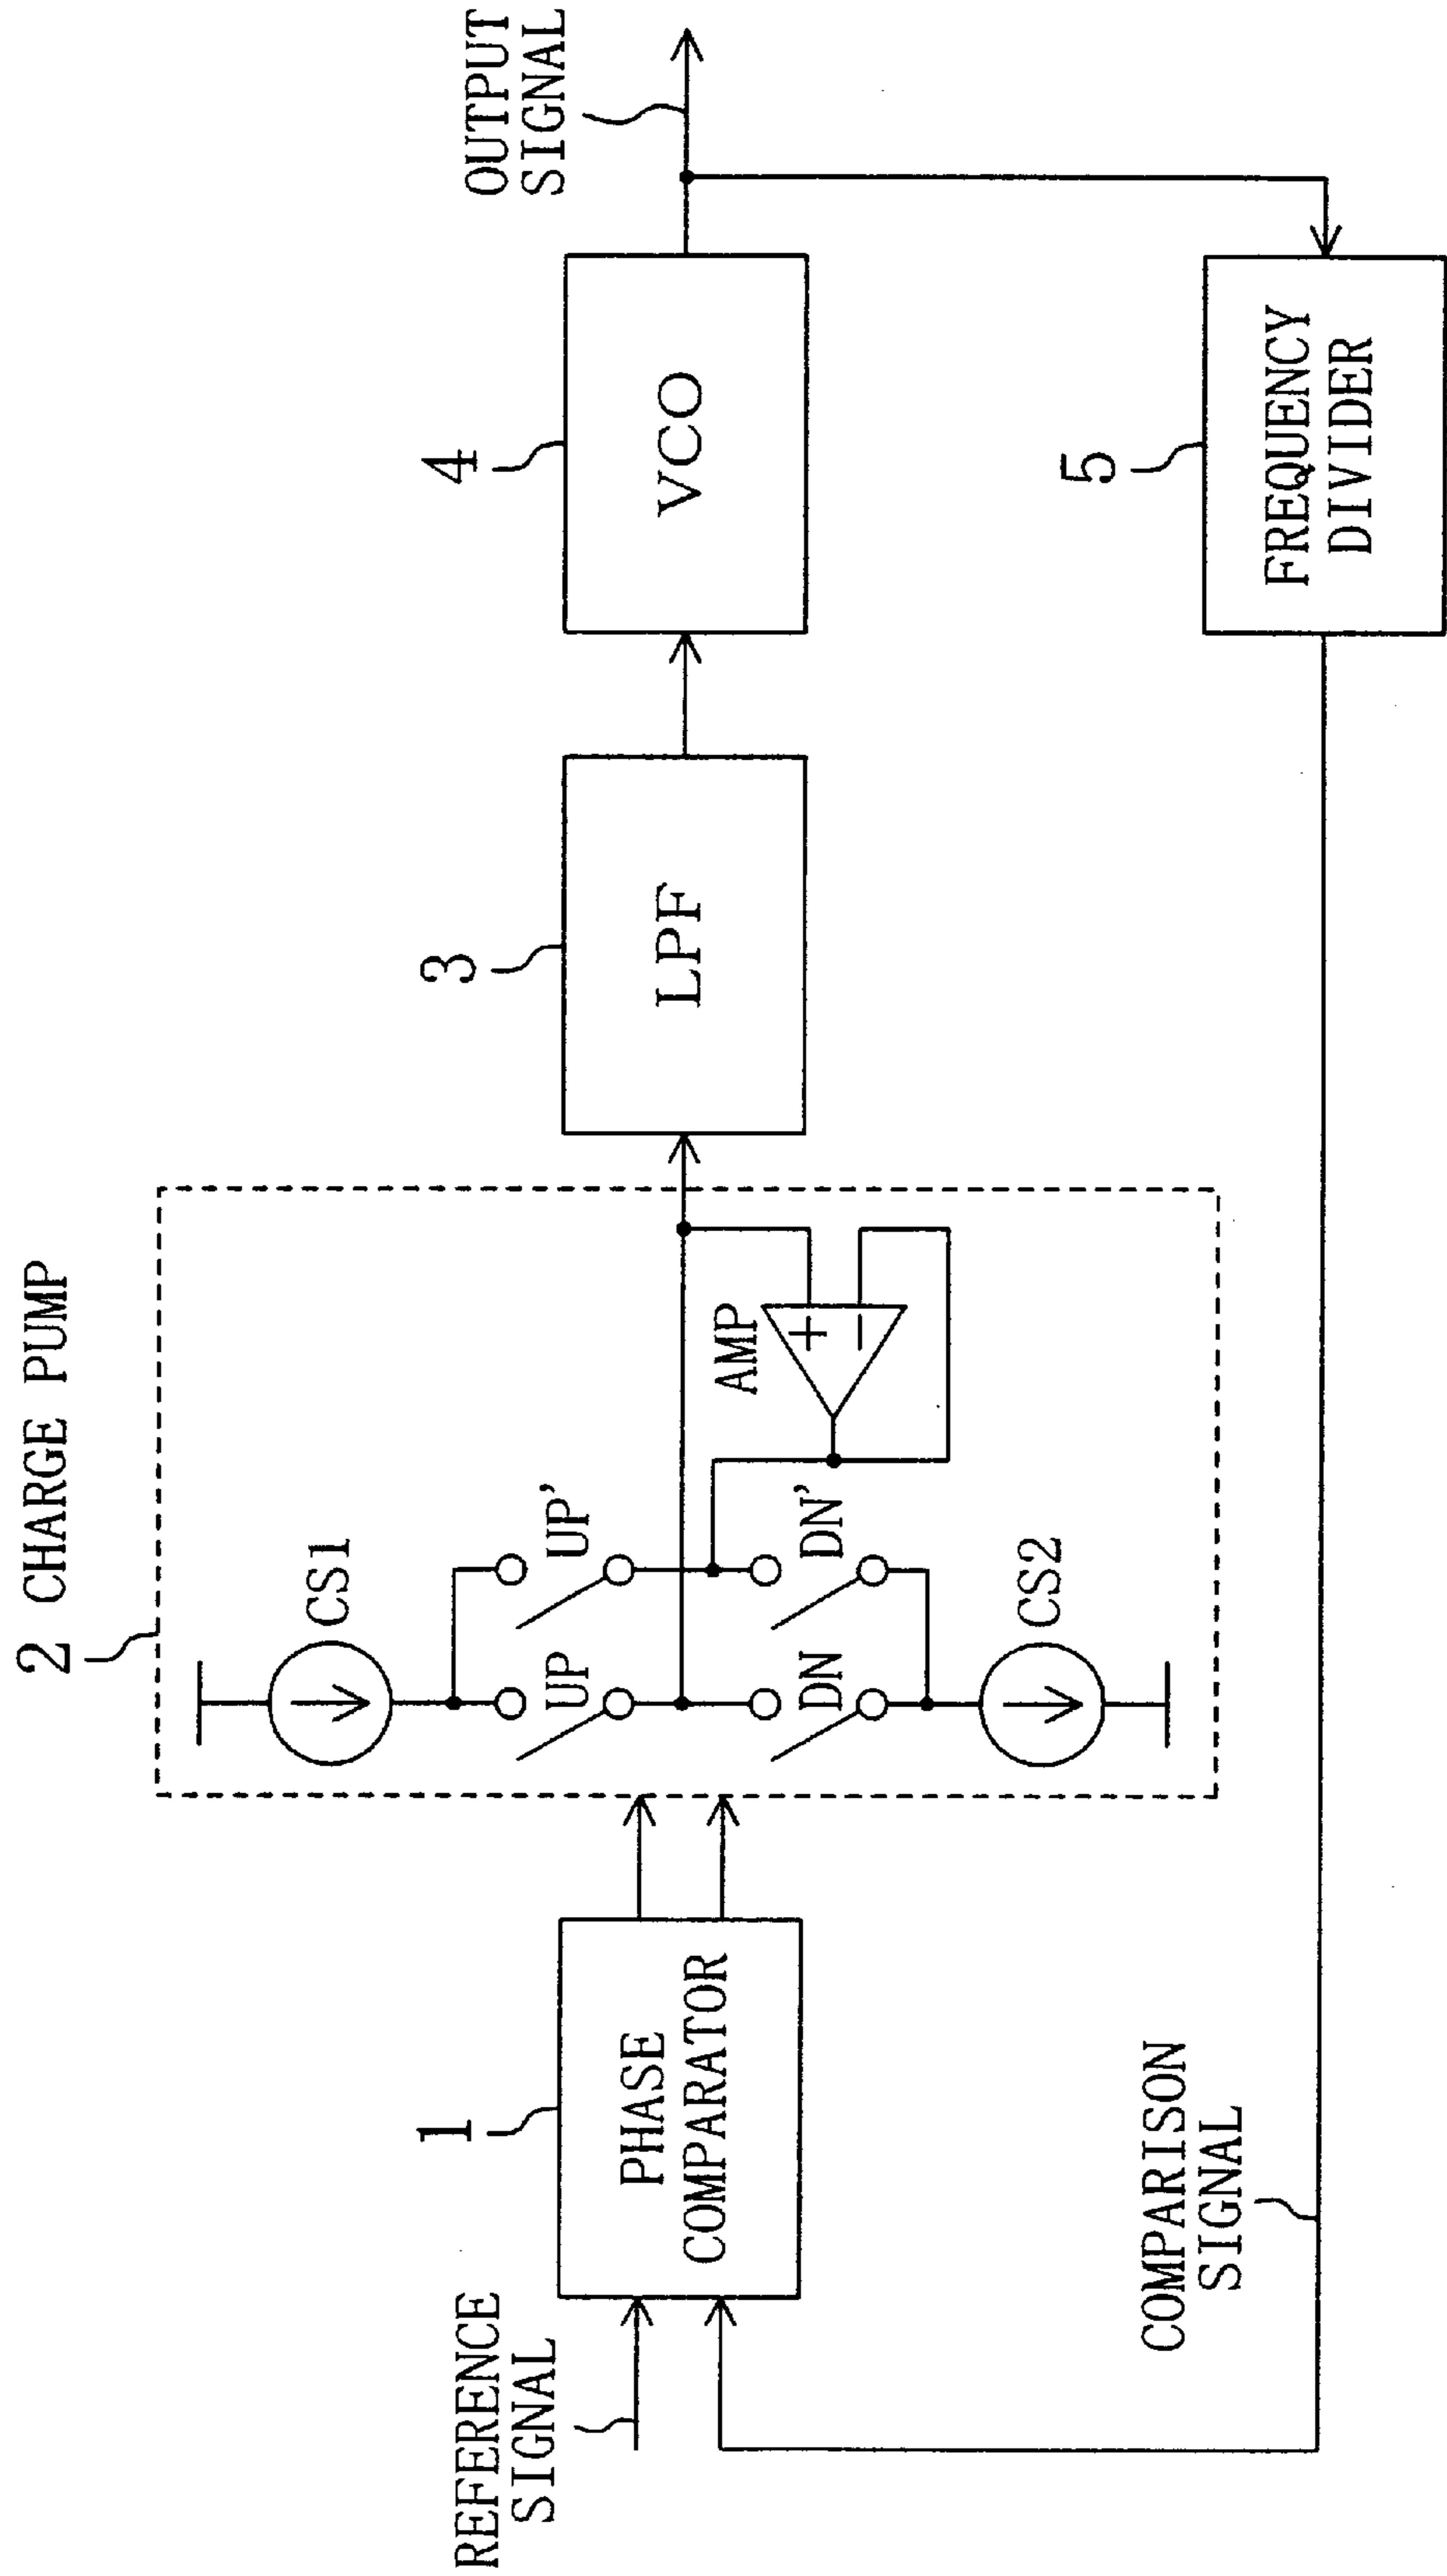 2 CHARGE PUMP
CS1
UP
UP'
DN
DN'
CS2
AMP
+
−
REFERENCE
SIGNAL
1
PHASE
COMPARATOR
3
LPF
4
VCO
OUTPUT
SIGNAL
5
FREQUENCY
DIVIDER
COMPARISON
SIGNAL